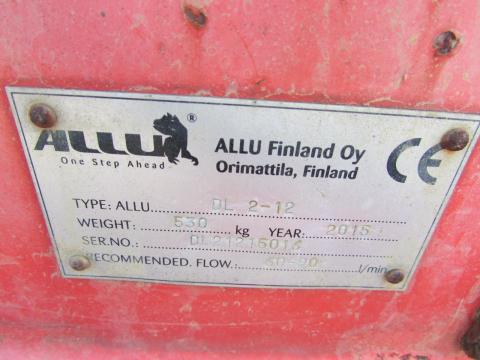 ALLU ®
One Step Ahead
ALLU Finland Oy
Orimattila, Finland
CE
TYPE: ALLU DL 2-12
WEIGHT: 530 kg YEAR: 2015
SER.NO.:
RECOMMENDED. FLOW: l/min